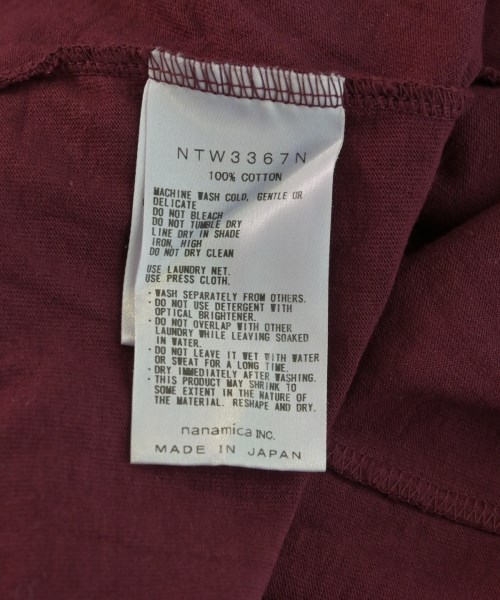 NTW3367N
100% COTTON
MACHINE WASH COLD, GENTLE OR
DELICATE
DO NOT BLEACH
DO NOT TUMBLE DRY
LINE DRY IN SHADE
IRON, HIGH
DO NOT DRY CLEAN
USE LAUNDRY NET.
USE PRESS CLOTH.
・WASH SEPARATELY FROM OTHERS.
・DO NOT USE DETERGENT WITH
OPTICAL BRIGHTENER.
・DO NOT OVERLAP WITH OTHER
LAUNDRY WHILE LEAVING SOAKED
IN WATER.
・DO NOT LEAVE IT WET WITH WATER
OR SWEAT FOR A LONG TIME.
・DRY IMMEDIATELY AFTER WASHING.
・THIS PRODUCT MAY SHRINK TO
SOME EXTENT IN THE NATURE OF
THE MATERIAL. RESHAPE AND DRY.
nanamica INC.
MADE IN JAPAN